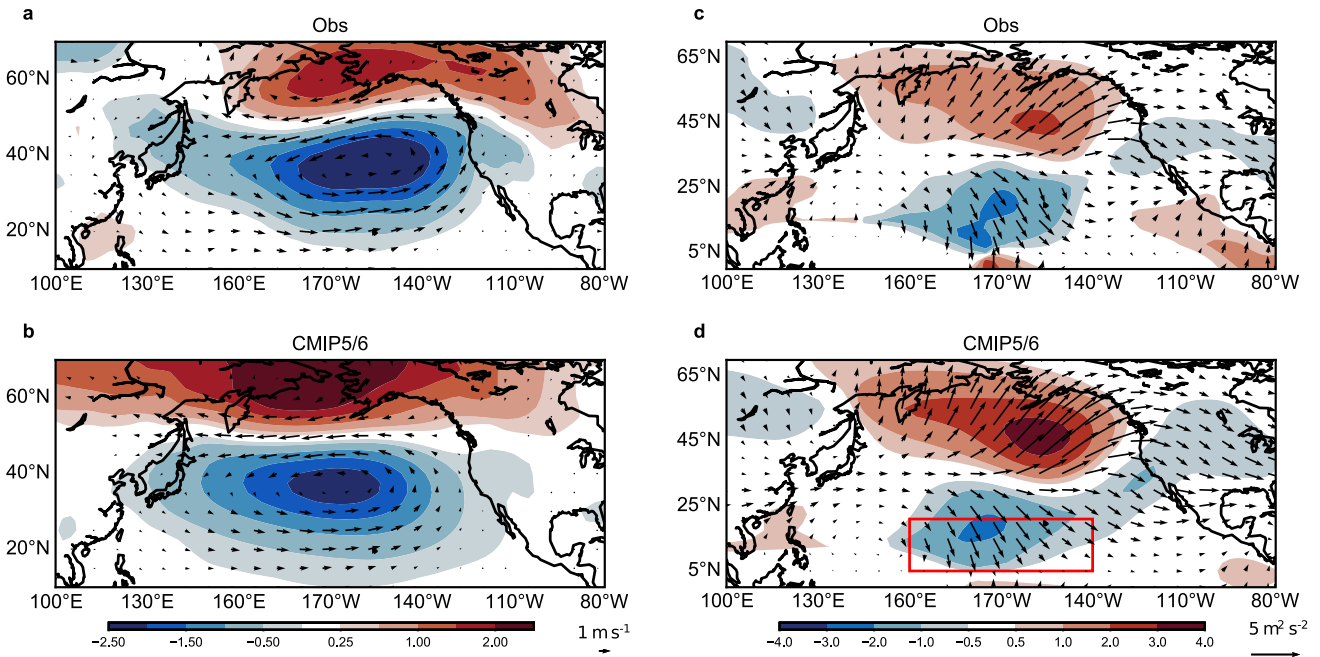 a
Obs
60°N
40°N
20°N
100°E 130°E 160°E 170°W 140°W 110°W 80°W
c
Obs
65°N
45°N
25°N
5°N
100°E 130°E 160°E 170°W 140°W 110°W 80°W
b
CMIP5/6
60°N
40°N
20°N
100°E 130°E 160°E 170°W 140°W 110°W 80°W
−2.50 −1.50 −0.50 0.25 1.00 2.00
1 m s⁻¹
d
CMIP5/6
65°N
45°N
25°N
5°N
100°E 130°E 160°E 170°W 140°W 110°W 80°W
−4.0 −3.0 −2.0 −1.0 −0.5 0.5 1.0 2.0 3.0 4.0
5 m² s⁻²